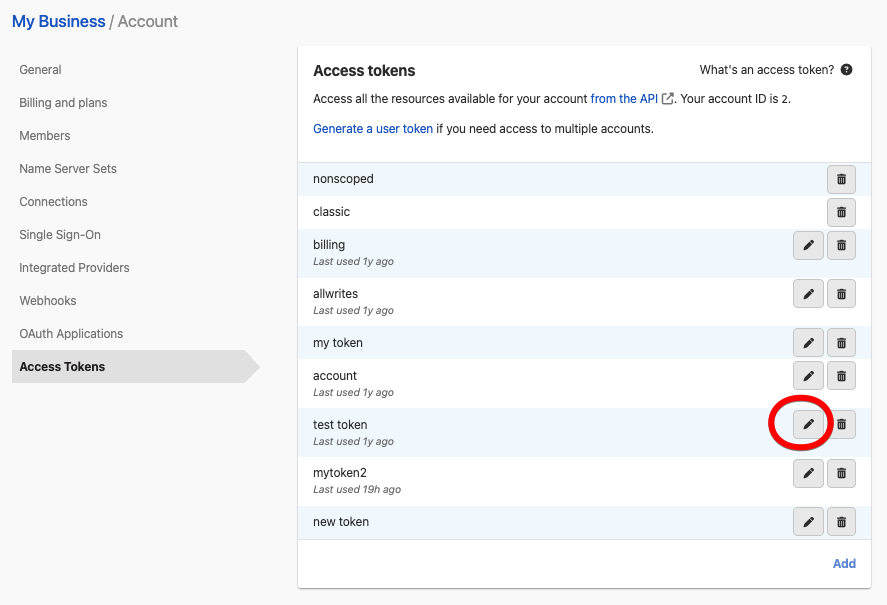 My Business / Account
General
Billing and plans
Members
Name Server Sets
Connections
Single Sign-On
Integrated Providers
Webhooks
OAuth Applications
Access Tokens
Access tokens
What's an access token? ?
Access all the resources available for your account from the API. Your account ID is 2.
Generate a user token if you need access to multiple accounts.
nonscoped
classic
billing
Last used 1y ago
allwrites
Last used 1y ago
my token
account
Last used 1y ago
test token
Last used 1y ago
mytoken2
Last used 19h ago
new token
Add